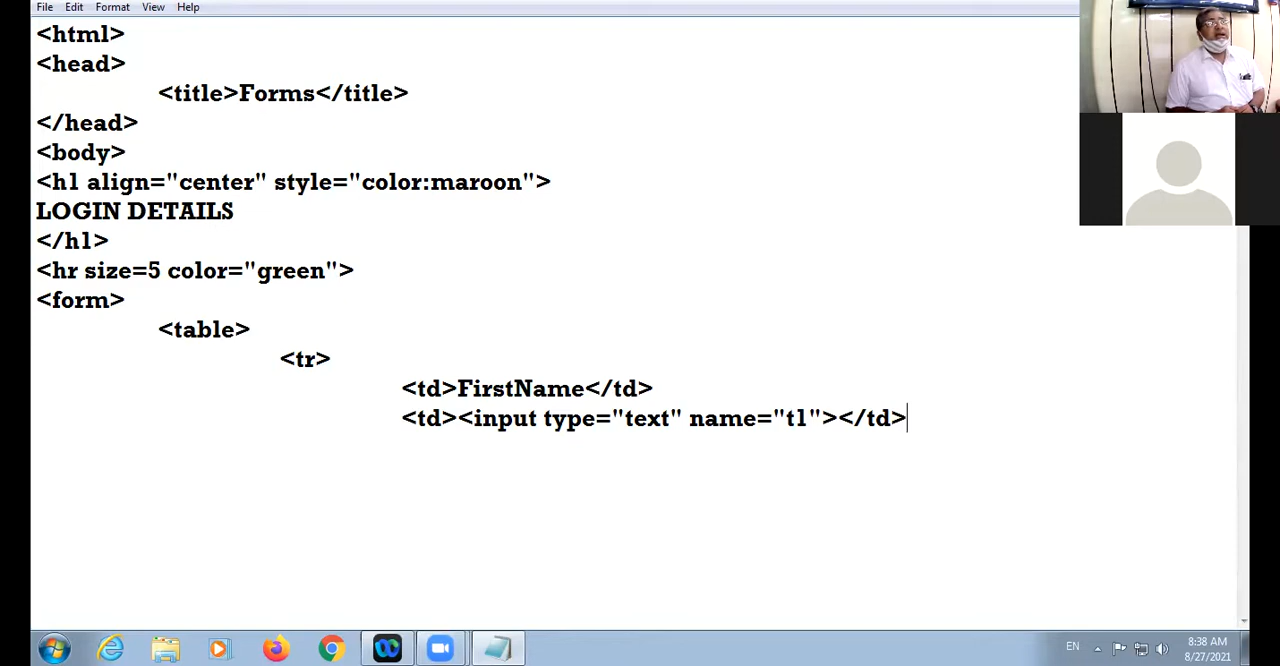 File Edit Format View Help
<html>
<head>
<title>Forms</title>
</head>
<body>
<h1 align="center" style="color:maroon">
LOGIN DETAILS
</h1>
<hr size=5 color="green">
<form>
<table>
<tr>
<td>FirstName</td>
<td><input type="text" name="t1"></td>
EN
8:38 AM
8/27/2021